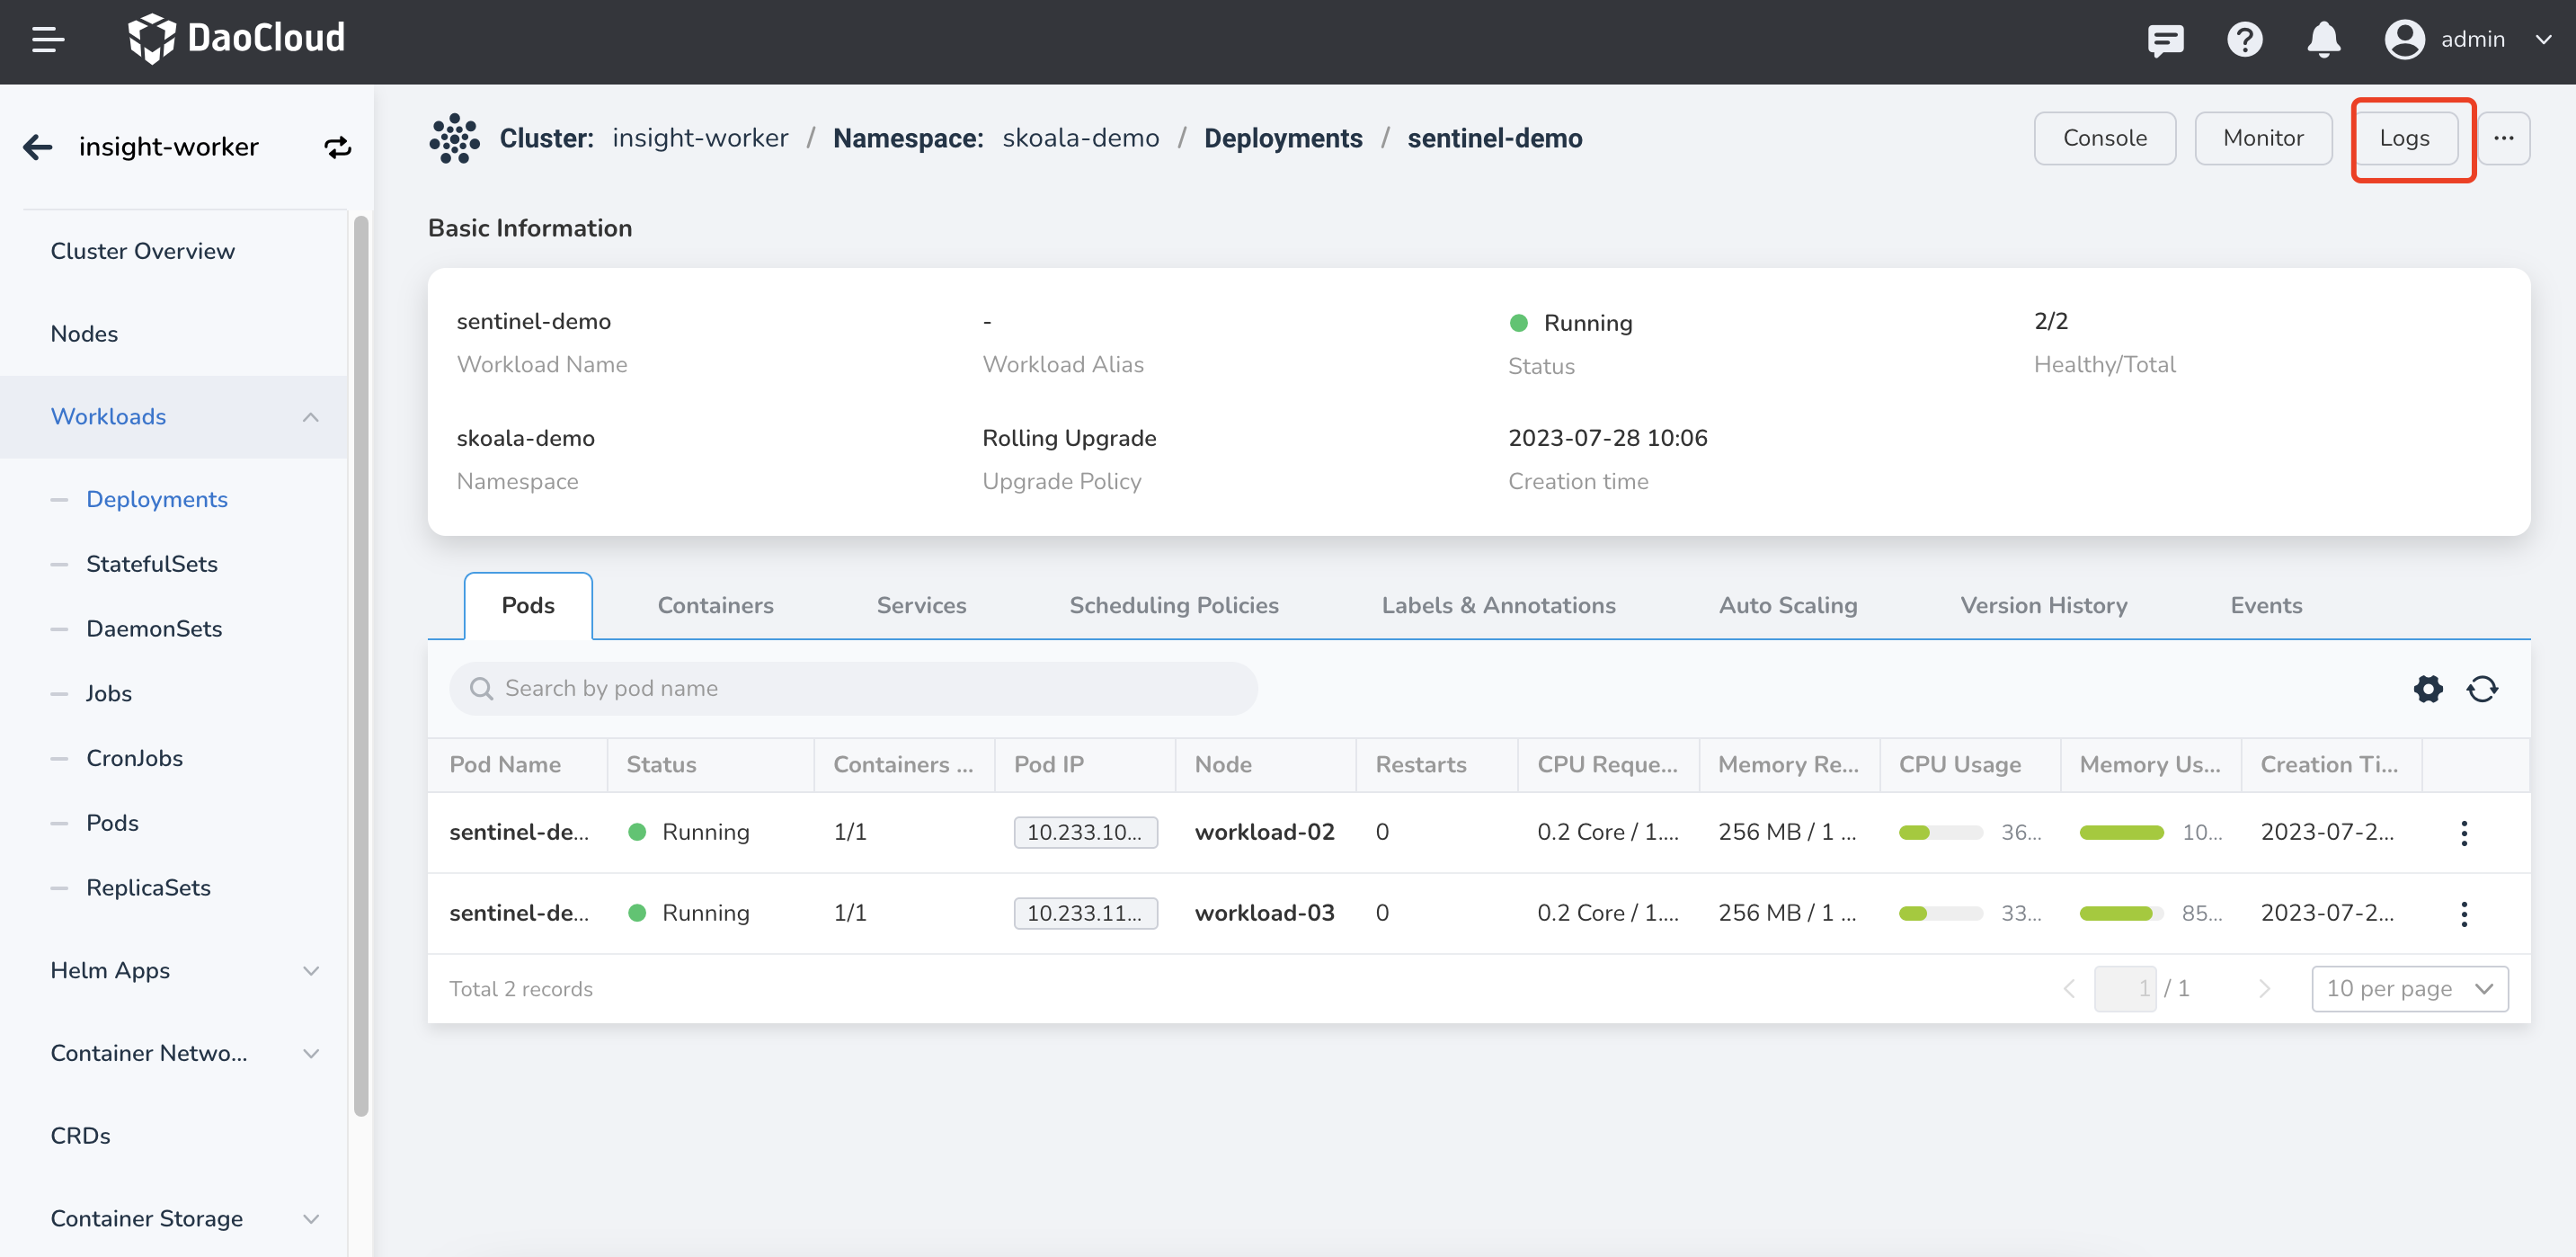 DaoCloud
admin
insight-worker
Cluster: insight-worker / Namespace: skoala-demo / Deployments / sentinel-demo
Console
Monitor
Logs
...
Cluster Overview
Nodes
Workloads
Deployments
StatefulSets
DaemonSets
Jobs
CronJobs
Pods
ReplicaSets
Helm Apps
Container Netwo...
CRDs
Container Storage
Basic Information
sentinel-demo
Workload Name
-
Workload Alias
Running
Status
2/2
Healthy/Total
skoala-demo
Namespace
Rolling Upgrade
Upgrade Policy
2023-07-28 10:06
Creation time
Pods Containers Services Scheduling Policies Labels & Annotations Auto Scaling Version History Events
Search by pod name
Pod Name Status Containers ... Pod IP Node Restarts CPU Reque... Memory Re... CPU Usage Memory Us... Creation Ti...
sentinel-de... Running 1/1 10.233.10... workload-02 0 0.2 Core / 1.... 256 MB / 1 ... 36... 10... 2023-07-2...
sentinel-de... Running 1/1 10.233.11... workload-03 0 0.2 Core / 1.... 256 MB / 1 ... 33... 85... 2023-07-2...
Total 2 records
1 / 1
10 per page